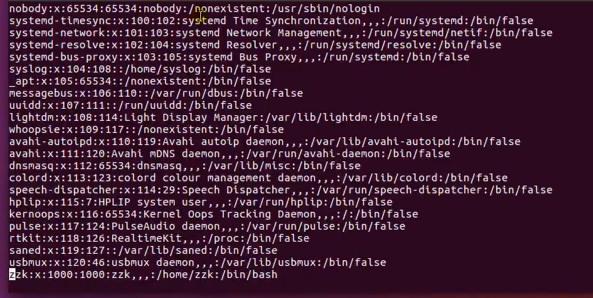 nobody:x:65534:65534:nobody:/nonexistent:/usr/sbin/nologin
systemd-timesync:x:100:102:systemd Time Synchronization,,,:/run/systemd:/bin/false
systemd-network:x:101:103:systemd Network Management,,,:/run/systemd/netif:/bin/false
systemd-resolve:x:102:104:systemd Resolver,,,:/run/systemd/resolve:/bin/false
systemd-bus-proxy:x:103:105:systemd Bus Proxy,,,:/run/systemd:/bin/false
syslog:x:104:108::/home/syslog:/bin/false
_apt:x:105:65534::/nonexistent:/bin/false
messagebus:x:106:110::/var/run/dbus:/bin/false
uuidd:x:107:111::/run/uuidd:/bin/false
lightdm:x:108:114:Light Display Manager:/var/lib/lightdm:/bin/false
whoopsie:x:109:117::/nonexistent:/bin/false
avahi-autoipd:x:110:119:Avahi autoip daemon,,,:/var/lib/avahi-autoipd:/bin/false
avahi:x:111:120:Avahi mDNS daemon,,,:/var/run/avahi-daemon:/bin/false
dnsmasq:x:112:65534:dnsmasq,,,:/var/lib/misc:/bin/false
colord:x:113:123:colord colour management daemon,,,:/var/lib/colord:/bin/false
speech-dispatcher:x:114:29:Speech Dispatcher,,,:/var/run/speech-dispatcher:/bin/false
hplip:x:115:7:HPLIP system user,,,:/var/run/hplip:/bin/false
kernoops:x:116:65534:Kernel Oops Tracking Daemon,,,:/:/bin/false
pulse:x:117:124:PulseAudio daemon,,,:/var/run/pulse:/bin/false
rtkit:x:118:126:RealtimeKit,,,:/proc:/bin/false
saned:x:119:127::/var/lib/saned:/bin/false
usbmux:x:120:46:usbmux daemon,,,:/var/lib/usbmux:/bin/false
zzk:x:1000:1000:zzk,,,:/home/zzk:/bin/bash